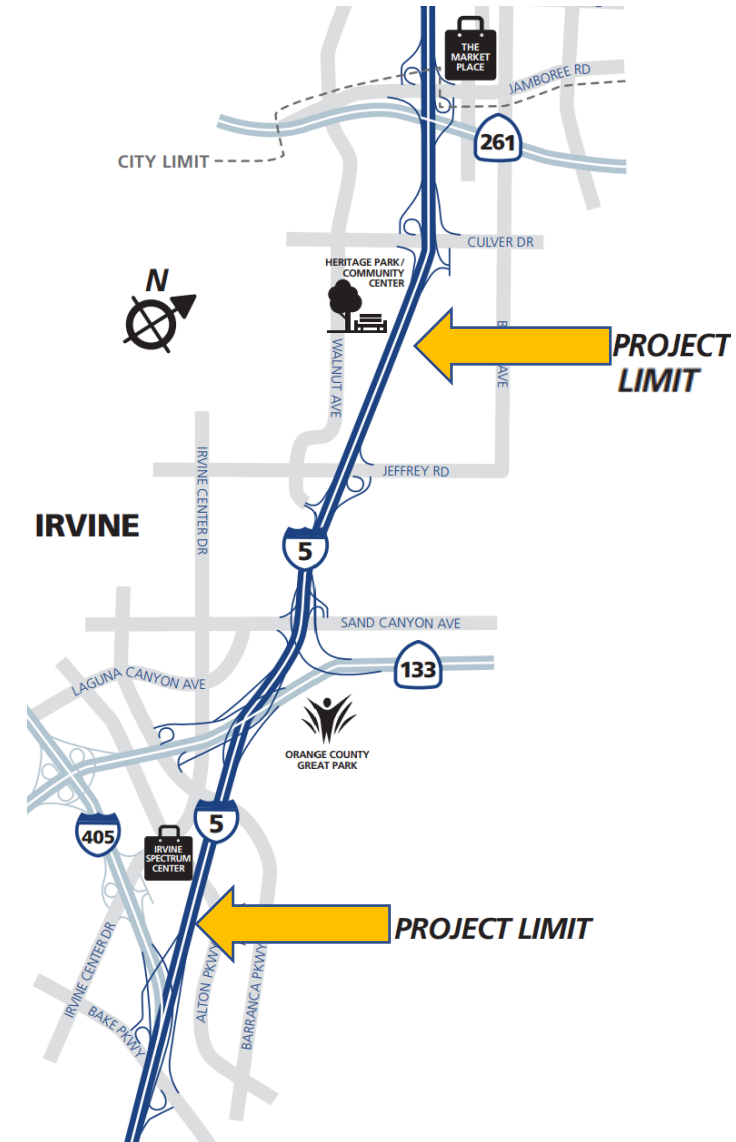 THE
MARKET
PLACE
JAMBOREE RD
261
CITY LIMIT
CULVER DR
HERITAGE PARK/
COMMUNITY
CENTER
N
PROJECT
LIMIT
AVE
WALNUT AVE
IRVINE CENTER DR
JEFFREY RD
IRVINE
5
SAND CANYON AVE
133
LAGUNA CANYON AVE
ORANGE COUNTY
GREAT PARK
5
405
IRVINE
SPECTRUM
CENTER
PROJECT LIMIT
IRVINE CENTER DR
ALTON PKWY
BARRANCA PKWY
BAKE PKWY